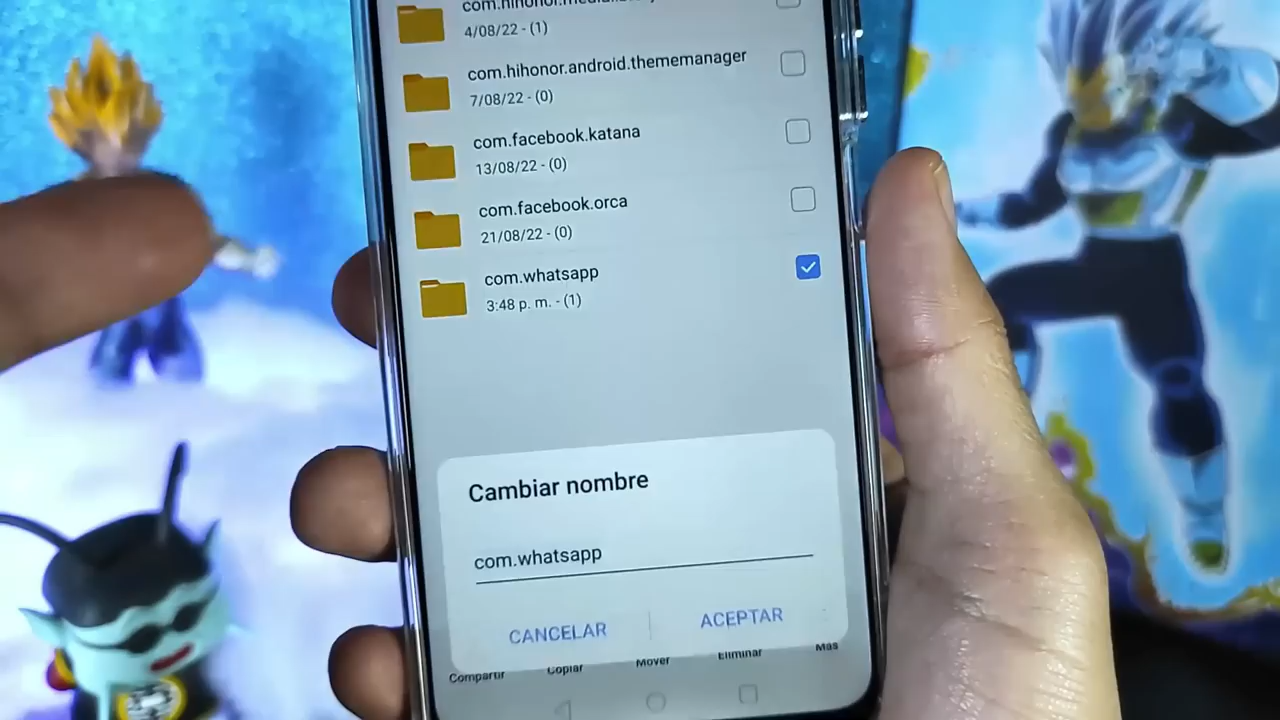 4/08/22 - (1)
com.hihonor.android.thememanager
7/08/22 - (0)
com.facebook.katana
13/08/22 - (0)
com.facebook.orca
21/08/22 - (0)
com.whatsapp
3:48 p. m. - (1)
Cambiar nombre
com.whatsapp
CANCELAR
ACEPTAR
Compartir
Copiar
Mover
Eliminar
Más